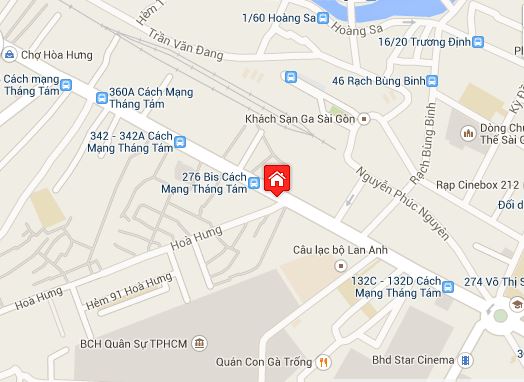 1/60 Hoàng Sa
Hoàng Sa
Hẻm 1
Trần Văn Đang
16/20 Trương Định
Chợ Hòa Hưng
Cách mạng
Tháng Tám
360A Cách Mạng
Tháng Tám
46 Rạch Bùng Binh
Khách Sạn Ga Sài Gòn
342 - 342A Cách
Mạng Tháng Tám
Rạch Bùng Binh
Dòng Chú
Thế Sài G
276 Bis Cách
Mạng Tháng Tám
Nguyễn Phúc Nguyên
Rạp Cinebox 212
Đối d
Hoà Hưng
Câu lạc bộ Lan Anh
132C - 132D Cách
Mạng Tháng Tám
274 Võ Thị S
Hoà Hưng
Hẻm 91 Hoà Hưng
BCH Quân Sự TPHCM
Quán Con Gà Trống
Bhd Star Cinema